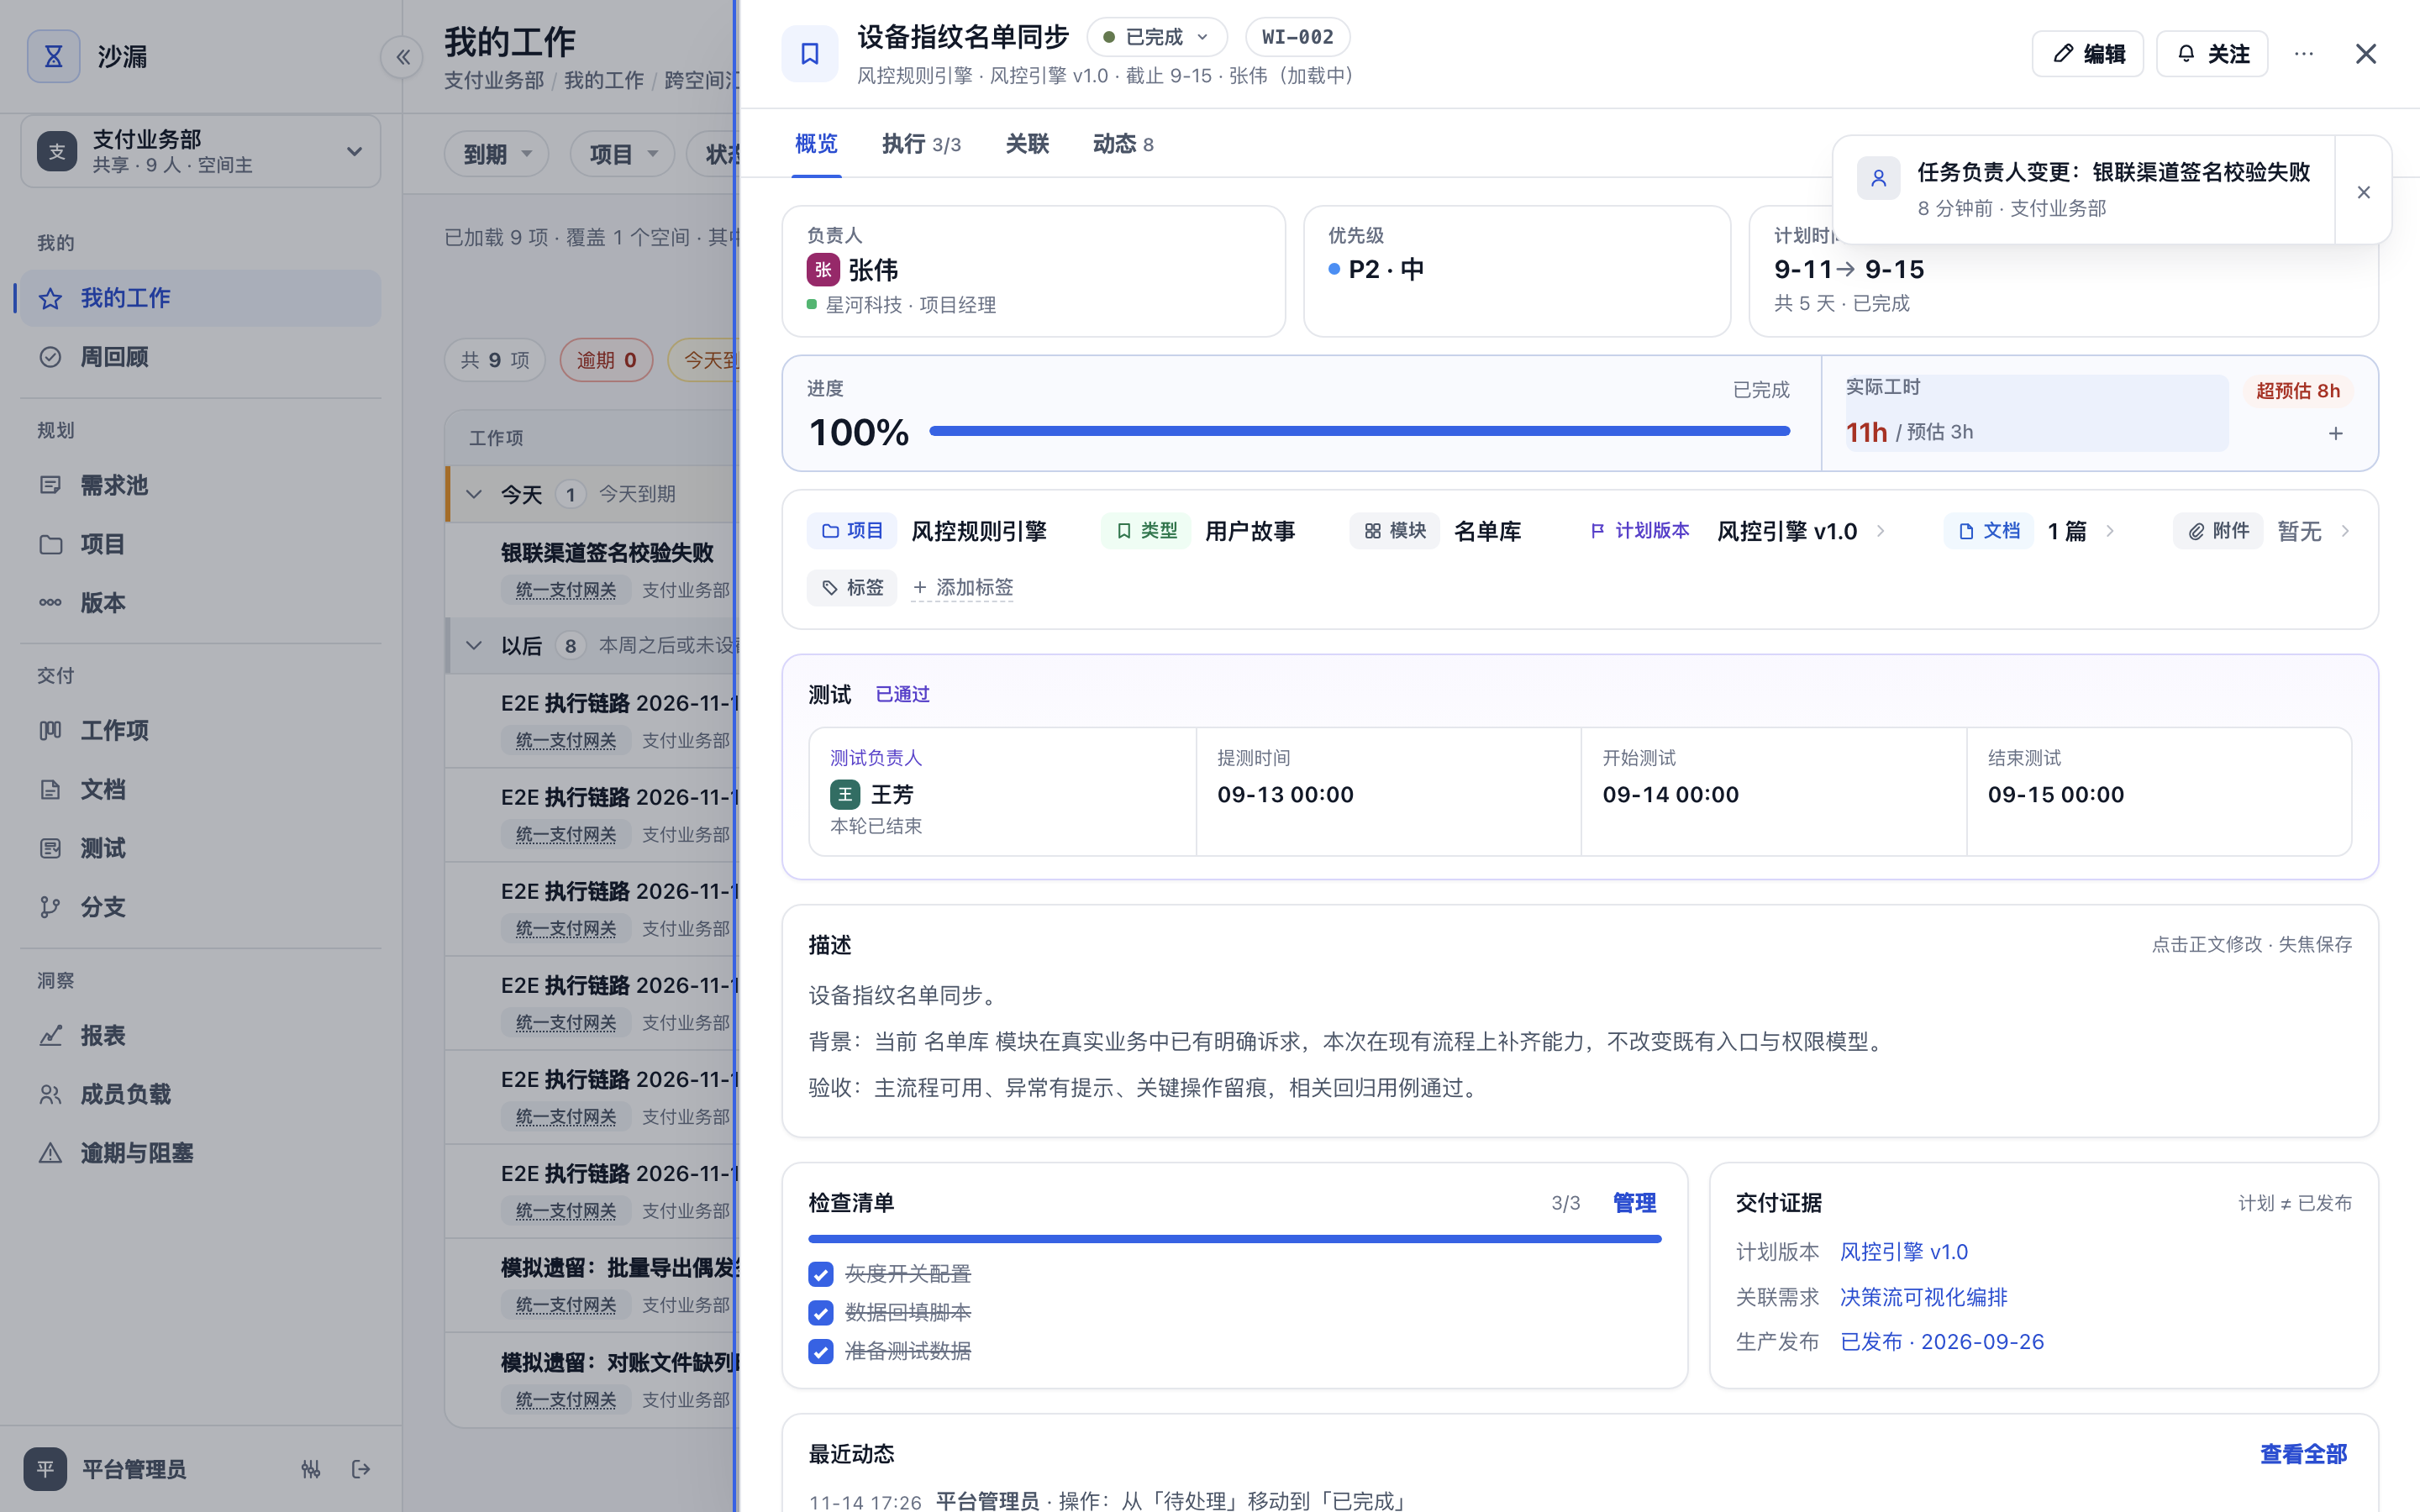 沙漏
支
支付业务部
共享 · 9 人 · 空间主
我的
我的工作
周回顾
规划
需求池
项目
版本
交付
工作项
文档
测试
分支
洞察
报表
成员负载
逾期与阻塞
平
平台管理员
我的工作
支付业务部 / 我的工作 / 跨空间
到期
项目
状
已加载 9 项 · 覆盖 1 个空间 · 其
共 9 项
逾期 0
今天到
工作项
今天 1 今天到期
银联渠道签名校验失败
统一支付网关 支付业务部
以后 8 本周之后或未设
E2E 执行链路 2026-11-1
统一支付网关 支付业务部
E2E 执行链路 2026-11-1
统一支付网关 支付业务部
E2E 执行链路 2026-11-1
统一支付网关 支付业务部
E2E 执行链路 2026-11-1
统一支付网关 支付业务部
E2E 执行链路 2026-11-1
统一支付网关 支付业务部
E2E 执行链路 2026-11-1
统一支付网关 支付业务部
模拟遗留：批量导出偶发
统一支付网关 支付业务部
模拟遗留：对账文件缺列
统一支付网关 支付业务部
设备指纹名单同步
已完成
WI-002
风控规则引擎 · 风控引擎 v1.0 · 截止 9-15 · 张伟（加载中）
编辑
关注
概览
执行 3/3
关联
动态 8
任务负责人变更：银联渠道签名校验失败
8 分钟前 · 支付业务部
负责人
张 张伟
星河科技 · 项目经理
优先级
P2 · 中
计划时
9-11→ 9-15
共 5 天 · 已完成
进度
已完成
100%
实际工时
超预估 8h
11h / 预估 3h
项目 风控规则引擎
类型 用户故事
模块 名单库
计划版本 风控引擎 v1.0
文档 1 篇
附件 暂无
标签 + 添加标签
测试 已通过
测试负责人
王 王芳
本轮已结束
提测时间
09-13 00:00
开始测试
09-14 00:00
结束测试
09-15 00:00
描述
点击正文修改 · 失焦保存
设备指纹名单同步。
背景：当前 名单库 模块在真实业务中已有明确诉求，本次在现有流程上补齐能力，不改变既有入口与权限模型。
验收：主流程可用、异常有提示、关键操作留痕，相关回归用例通过。
检查清单
3/3
管理
灰度开关配置
数据回填脚本
准备测试数据
交付证据
计划 ≠ 已发布
计划版本 风控引擎 v1.0
关联需求 决策流可视化编排
生产发布 已发布 · 2026-09-26
最近动态
查看全部
11-14 17:26 平台管理员 · 操作：从「待处理」移动到「已完成」